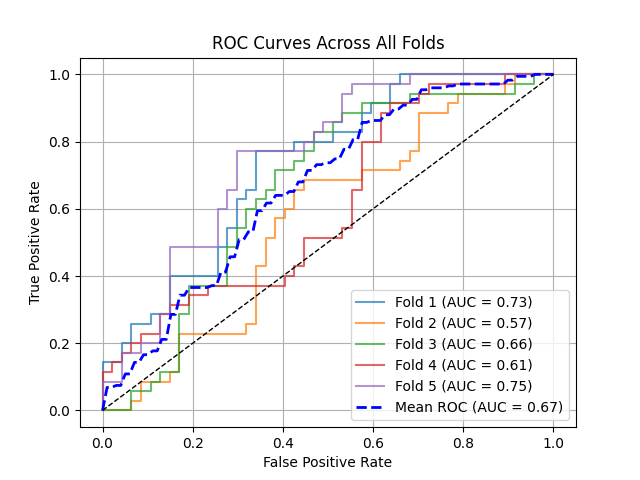 ROC Curves Across All Folds
True Positive Rate
1.0
0.8
0.6
0.4
0.2
0.0
Fold 1 (AUC = 0.73)
Fold 2 (AUC = 0.57)
Fold 3 (AUC = 0.66)
Fold 4 (AUC = 0.61)
Fold 5 (AUC = 0.75)
Mean ROC (AUC = 0.67)
0.0 0.2 0.4 0.6 0.8 1.0
False Positive Rate